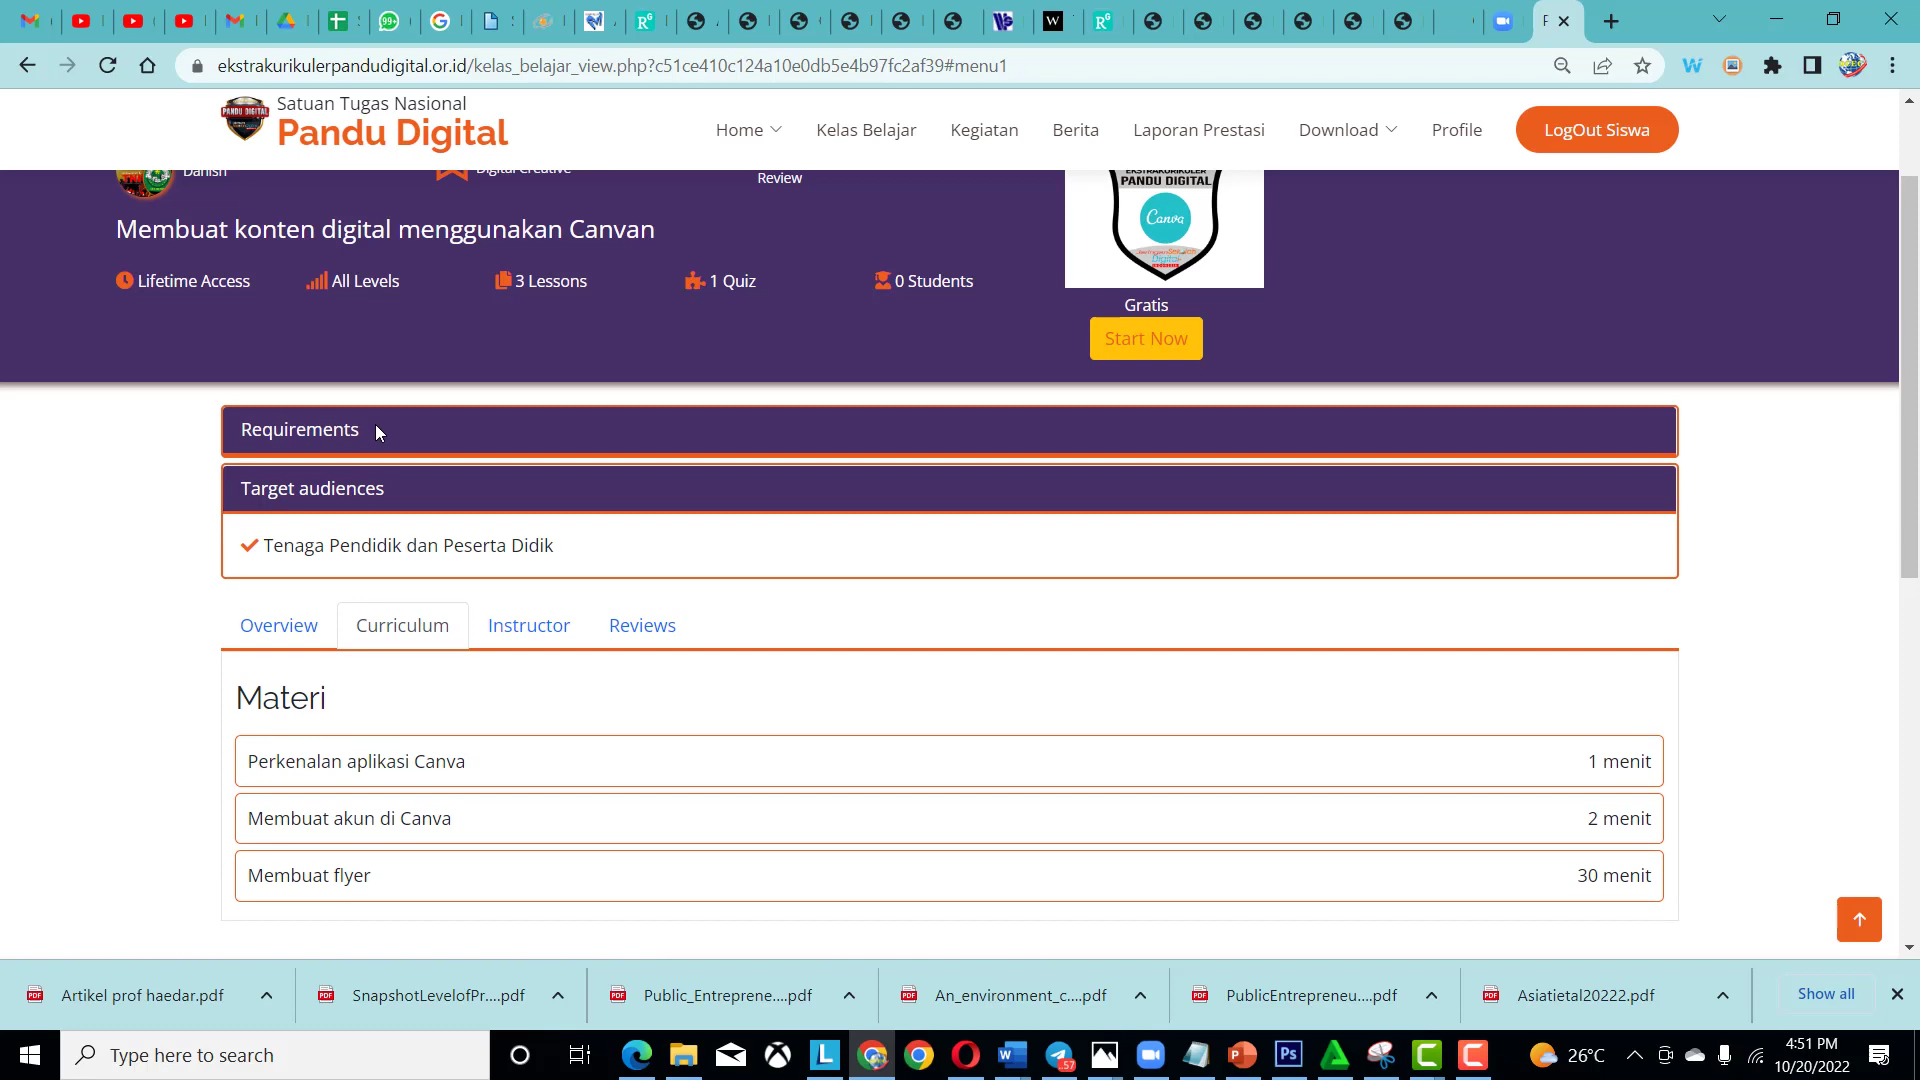 ekstrakurikulerpandudigital.or.id/kelas_belajar_view.php?c51ce410c124a10e0db5e4b97fc2af39#menu1
Satuan Tugas Nasional
Pandu Digital
Home
Kelas Belajar
Kegiatan
Berita
Laporan Prestasi
Download
Profile
LogOut Siswa
Danish
Digital Creative
Review
PANDU DIGITAL
Canva
Digital
Membuat konten digital menggunakan Canvan
Lifetime Access
All Levels
3 Lessons
1 Quiz
0 Students
Gratis
Start Now
Requirements
Target audiences
Tenaga Pendidik dan Peserta Didik
Overview
Curriculum
Instructor
Reviews
Materi
Perkenalan aplikasi Canva 1 menit
Membuat akun di Canva 2 menit
Membuat flyer 30 menit
Artikel prof haedar.pdf
SnapshotLevelofPr....pdf
Public_Entreprene....pdf
An_environment_c....pdf
PublicEntrepreneu....pdf
Asiatietal20222.pdf
Show all
Type here to search
26°C
4:51 PM
10/20/2022